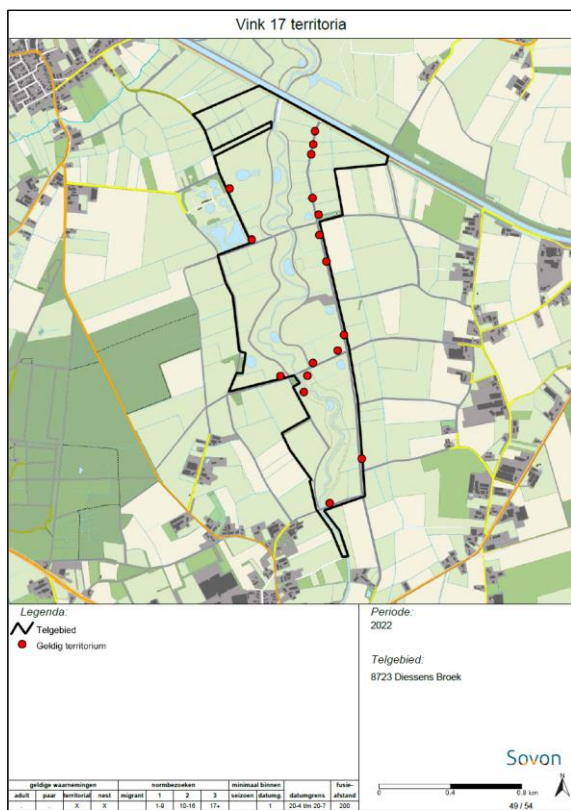 Vink 17 territoria
Legenda:
Telgebied
Geldig territorium
Periode:
2022
Telgebied:
8723 Diessens Broek
Sovon
0 0.4 0.8 km
N
49 / 54
geldige waarnemingen normbezoeken minimaal binnen fusie-
adult paar territorial nest migrant 1 2 3 seizoen datumg. datumgrens afstand
. . X X 1-9 10-16 17+ . 1 20-4 t/m 20-7 200